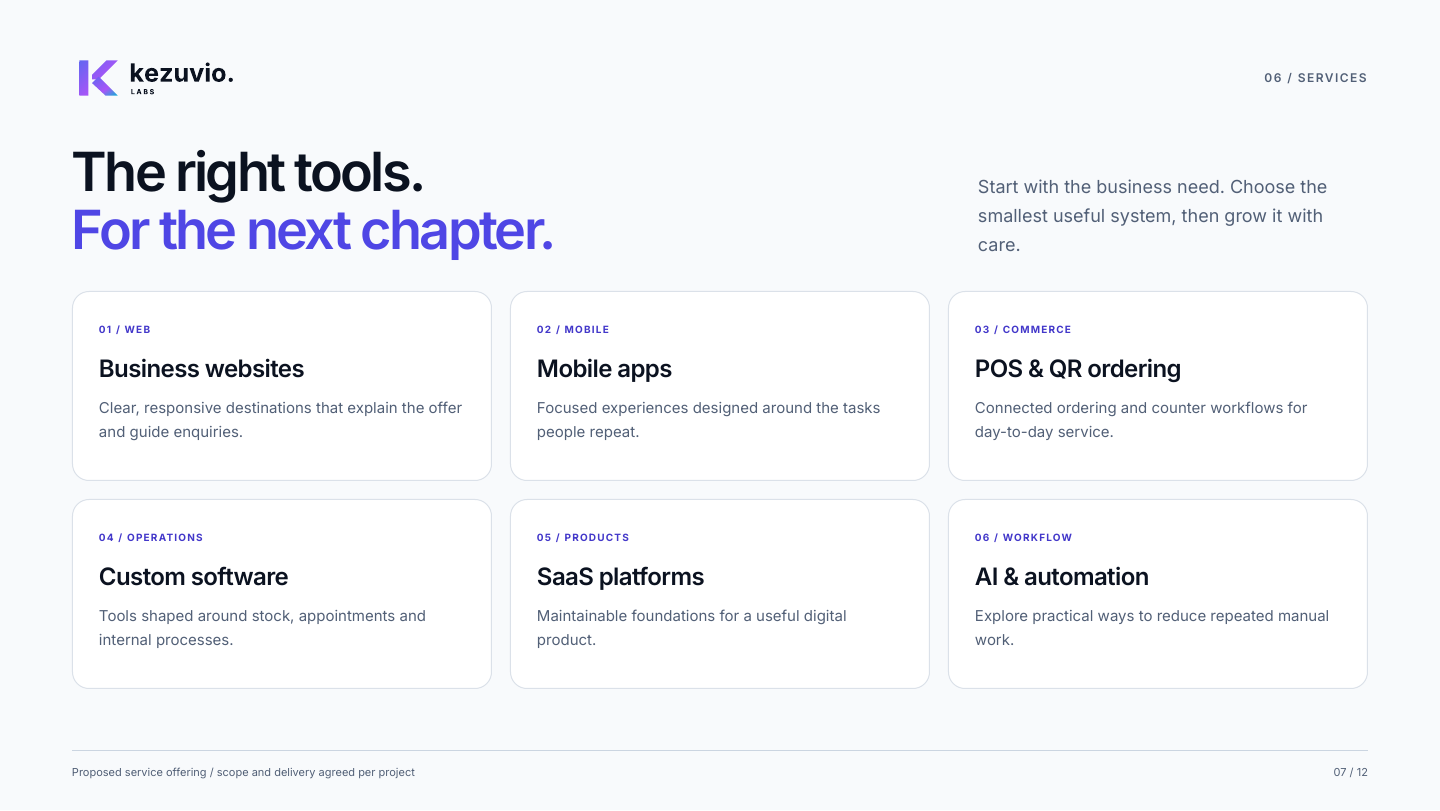 kezuvio.
LABS
06 / SERVICES
The right tools.
For the next chapter.
Start with the business need. Choose the
smallest useful system, then grow it with
care.
01 / WEB
Business websites
Clear, responsive destinations that explain the offer
and guide enquiries.
02 / MOBILE
Mobile apps
Focused experiences designed around the tasks
people repeat.
03 / COMMERCE
POS & QR ordering
Connected ordering and counter workflows for
day-to-day service.
04 / OPERATIONS
Custom software
Tools shaped around stock, appointments and
internal processes.
05 / PRODUCTS
SaaS platforms
Maintainable foundations for a useful digital
product.
06 / WORKFLOW
AI & automation
Explore practical ways to reduce repeated manual
work.
Proposed service offering / scope and delivery agreed per project
07 / 12